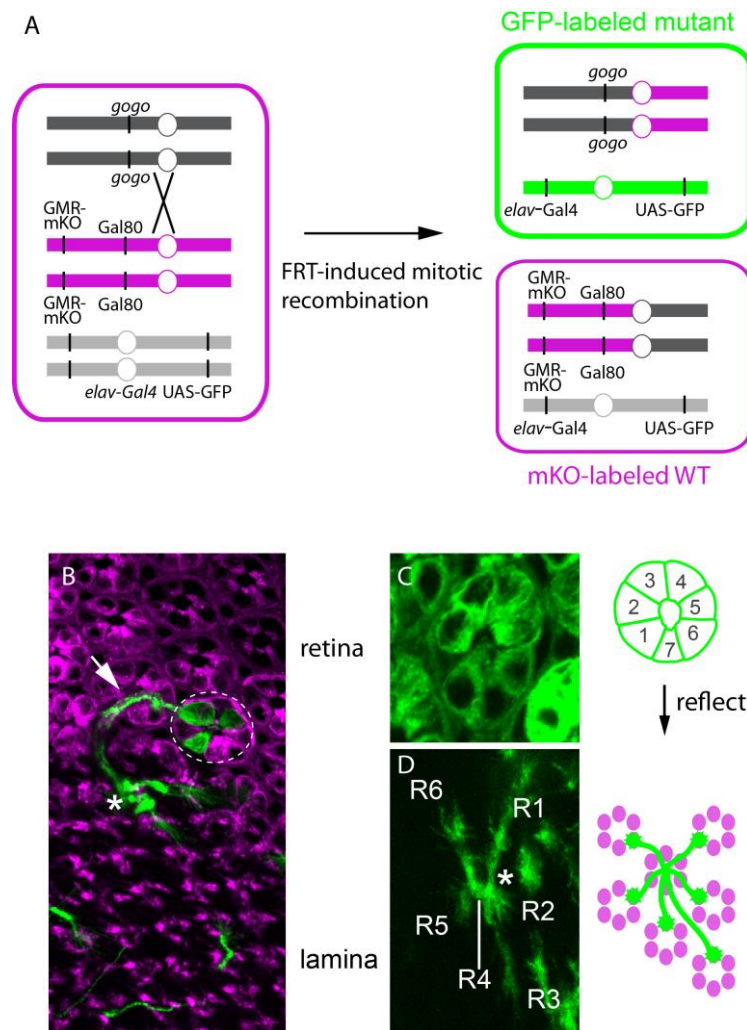 A
GFP-labeled mutant
gogo
gogo
GMR-
mKO
Gal80
GMR-
mKO
Gal80
elav-Gal4 UAS-GFP
FRT-induced mitotic
recombination
gogo
gogo
elav-Gal4 UAS-GFP
GMR-
mKO
Gal80
GMR-
mKO
Gal80
elav-Gal4 UAS-GFP
mKO-labeled WT
B
*
retina
lamina
C
3 4
2 5
1 6
7
reflect
D
R6 R1
*
R5 R2
R4
R3